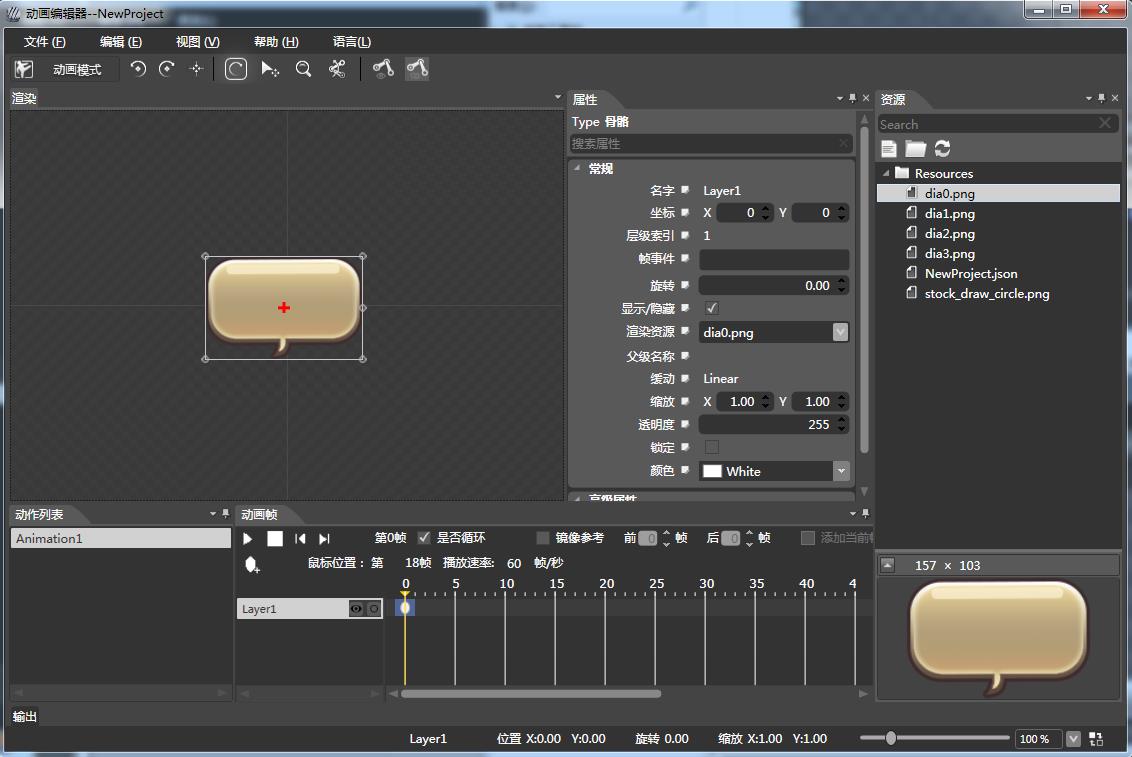 动画编辑器--NewProject
文件 (F) 编辑 (E) 视图 (V) 帮助 (H) 语言(L)
动画模式
渲染
属性
Type 骨骼
搜索属性
常规
名字 Layer1
坐标 X 0 Y 0
层级索引 1
帧事件
旋转 0.00
显示/隐藏
渲染资源 dia0.png
父级名称
缓动 Linear
缩放 X 1.00 Y 1.00
透明度 255
锁定
颜色 White
高级属性
资源
Search
Resources
dia0.png
dia1.png
dia2.png
dia3.png
NewProject.json
stock_draw_circle.png
157 × 103
动作列表
Animation1
动画帧
第0帧 是否循环 镜像参考 前 0 帧 后 0 帧 添加当前
鼠标位置：第 18帧 播放速率: 60 帧/秒
0 5 10 15 20 25 30 35 40 4
Layer1
输出
Layer1 位置 X:0.00 Y:0.00 旋转 0.00 缩放 X:1.00 Y:1.00 100 %